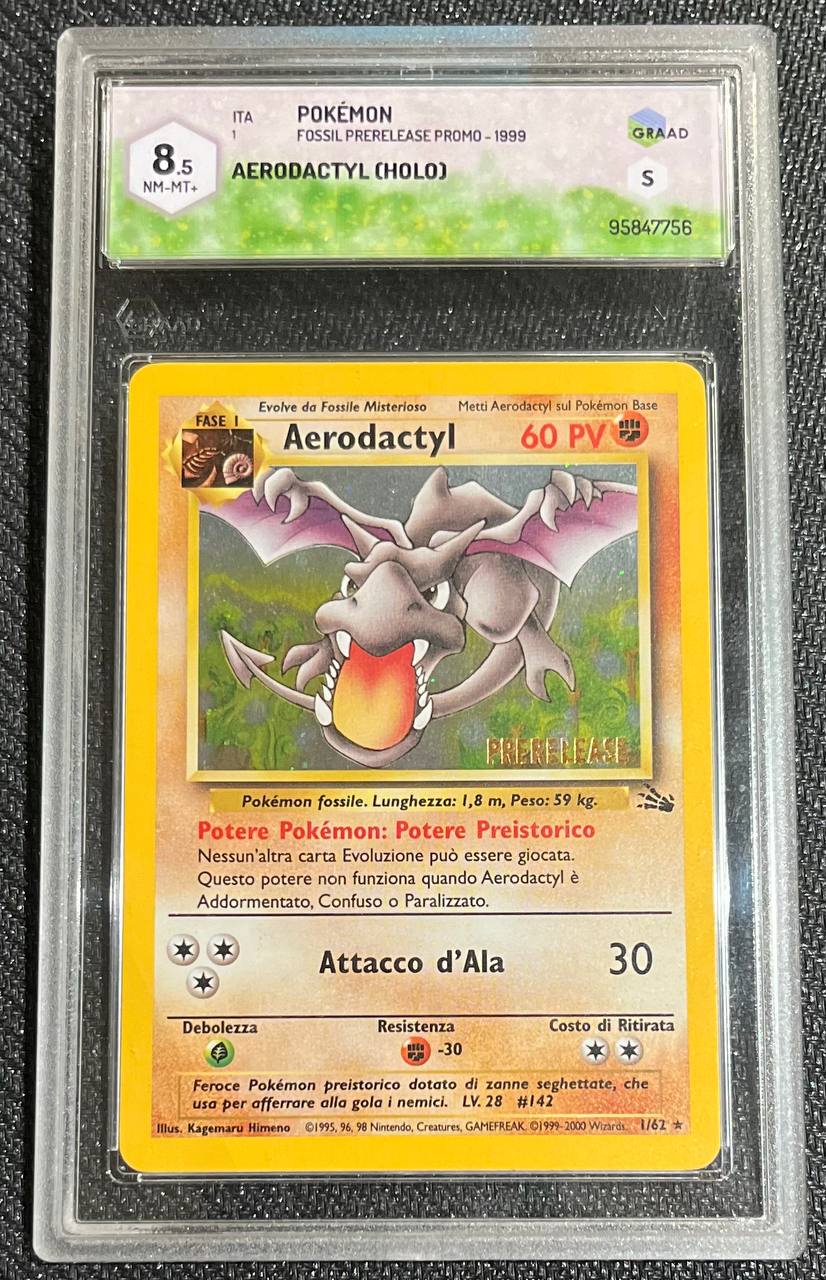 ITA POKÉMON
1 FOSSIL PRERELEASE PROMO - 1999
AERODACTYL (HOLO)
8.5
NM-MT+
GRAAD
S
95847756
Evolve da Fossile Misterioso Metti Aerodactyl sul Pokémon Base
FASE 1
Aerodactyl 60 PV
PRERELEASE
Pokémon fossile. Lunghezza: 1,8 m, Peso: 59 kg.
Potere Pokémon: Potere Preistorico
Nessun'altra carta Evoluzione può essere giocata.
Questo potere non funziona quando Aerodactyl è
Addormentato, Confuso o Paralizzato.
Attacco d'Ala 30
Debolezza Resistenza Costo di Ritirata
-30
Feroce Pokémon preistorico dotato di zanne seghettate, che
usa per afferrare alla gola i nemici. LV. 28 #142
Illus. Kagemaru Himeno ©1995, 96, 98 Nintendo, Creatures, GAMEFREAK. ©1999-2000 Wizards. 1/62 ★